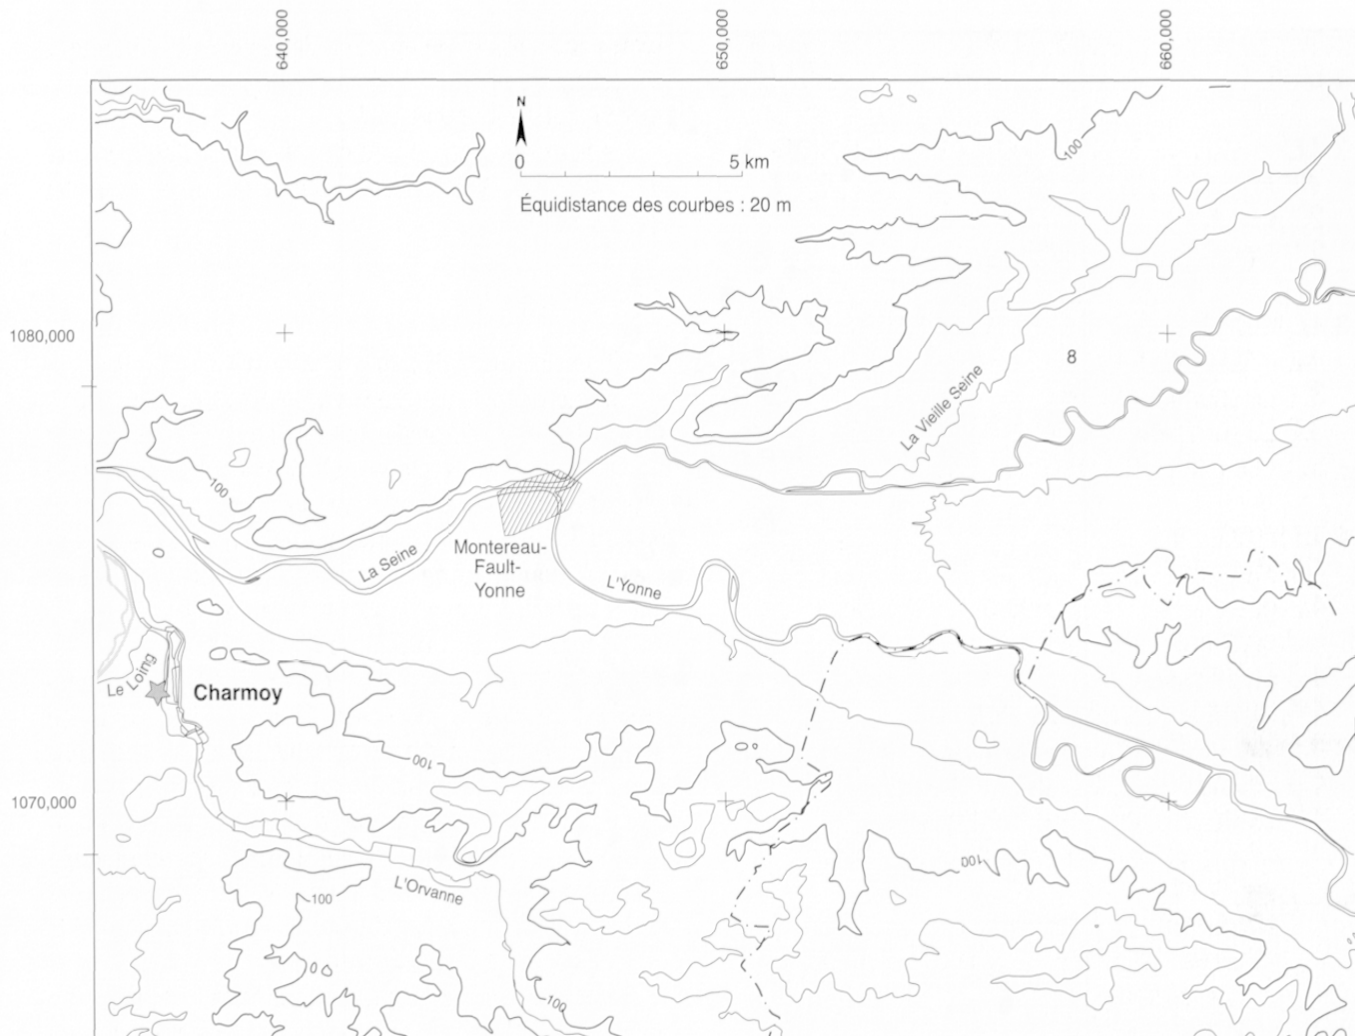 640,000
650,000
660,000
N
0 5 km
Équidistance des courbes : 20 m
100
1080,000
8
La Vieille Seine
100
La Seine
Montereau-
Fault-
Yonne
L'Yonne
Le Loing
Charmoy
100
1070,000
100
100
L'Orvanne
100